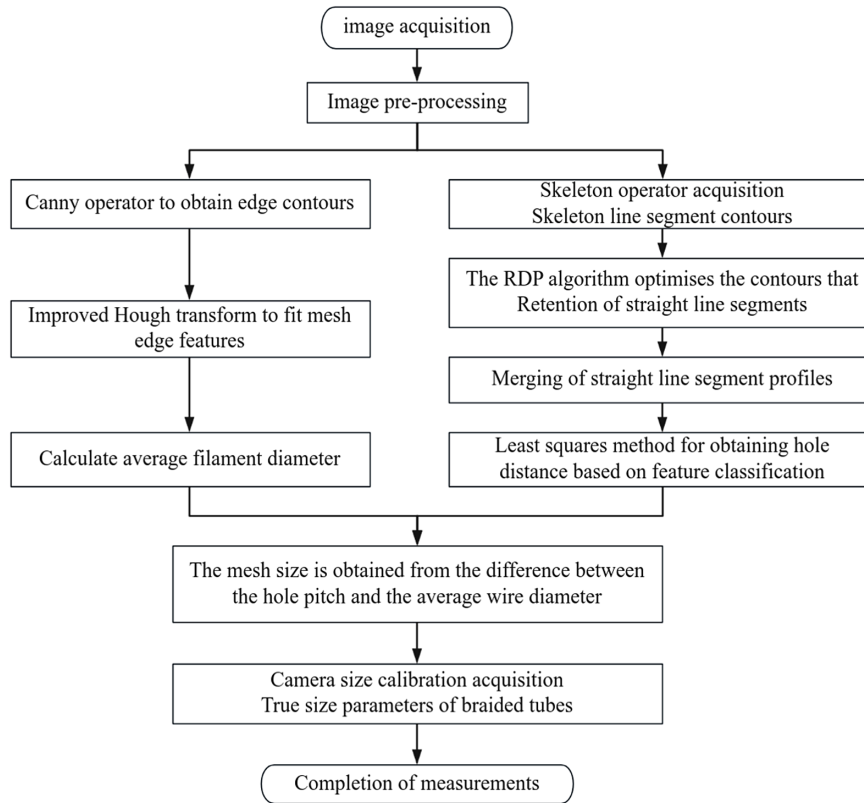 image acquisition
Image pre-processing
Canny operator to obtain edge contours
Improved Hough transform to fit mesh
edge features
Calculate average filament diameter
Skeleton operator acquisition
Skeleton line segment contours
The RDP algorithm optimises the contours that
Retention of straight line segments
Merging of straight line segment profiles
Least squares method for obtaining hole
distance based on feature classification
The mesh size is obtained from the difference between
the hole pitch and the average wire diameter
Camera size calibration acquisition
True size parameters of braided tubes
Completion of measurements